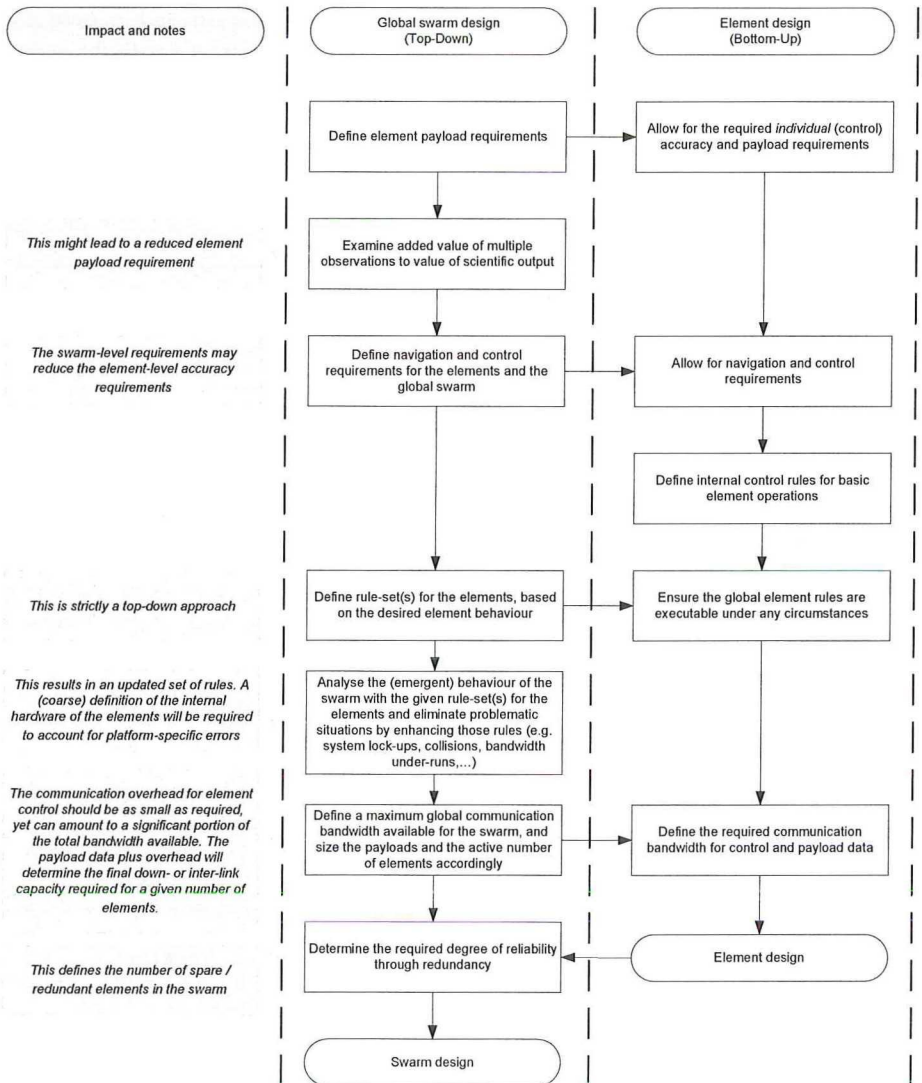 Impact and notes
Global swarm design
(Top-Down)
Element design
(Bottom-Up)
Define element payload requirements
Allow for the required individual (control)
accuracy and payload requirements
This might lead to a reduced element
payload requirement
Examine added value of multiple
observations to value of scientific output
The swarm-level requirements may
reduce the element-level accuracy
requirements
Define navigation and control
requirements for the elements and the
global swarm
Allow for navigation and control
requirements
Define internal control rules for basic
element operations
This is strictly a top-down approach
Define rule-set(s) for the elements, based
on the desired element behaviour
Ensure the global element rules are
executable under any circumstances
This results in an updated set of rules. A
(coarse) definition of the internal
hardware of the elements will be required
to account for platform-specific errors
Analyse the (emergent) behaviour of the
swarm with the given rule-set(s) for the
elements and eliminate problematic
situations by enhancing those rules (e.g.
system lock-ups, collisions, bandwidth
under-runs,...)
The communication overhead for element
control should be as small as required,
yet can amount to a significant portion of
the total bandwidth available. The
payload data plus overhead will
determine the final down- or inter-link
capacity required for a given number of
elements.
Define a maximum global communication
bandwidth available for the swarm, and
size the payloads and the active number
of elements accordingly
Define the required communication
bandwidth for control and payload data
This defines the number of spare /
redundant elements in the swarm
Determine the required degree of reliability
through redundancy
Element design
Swarm design